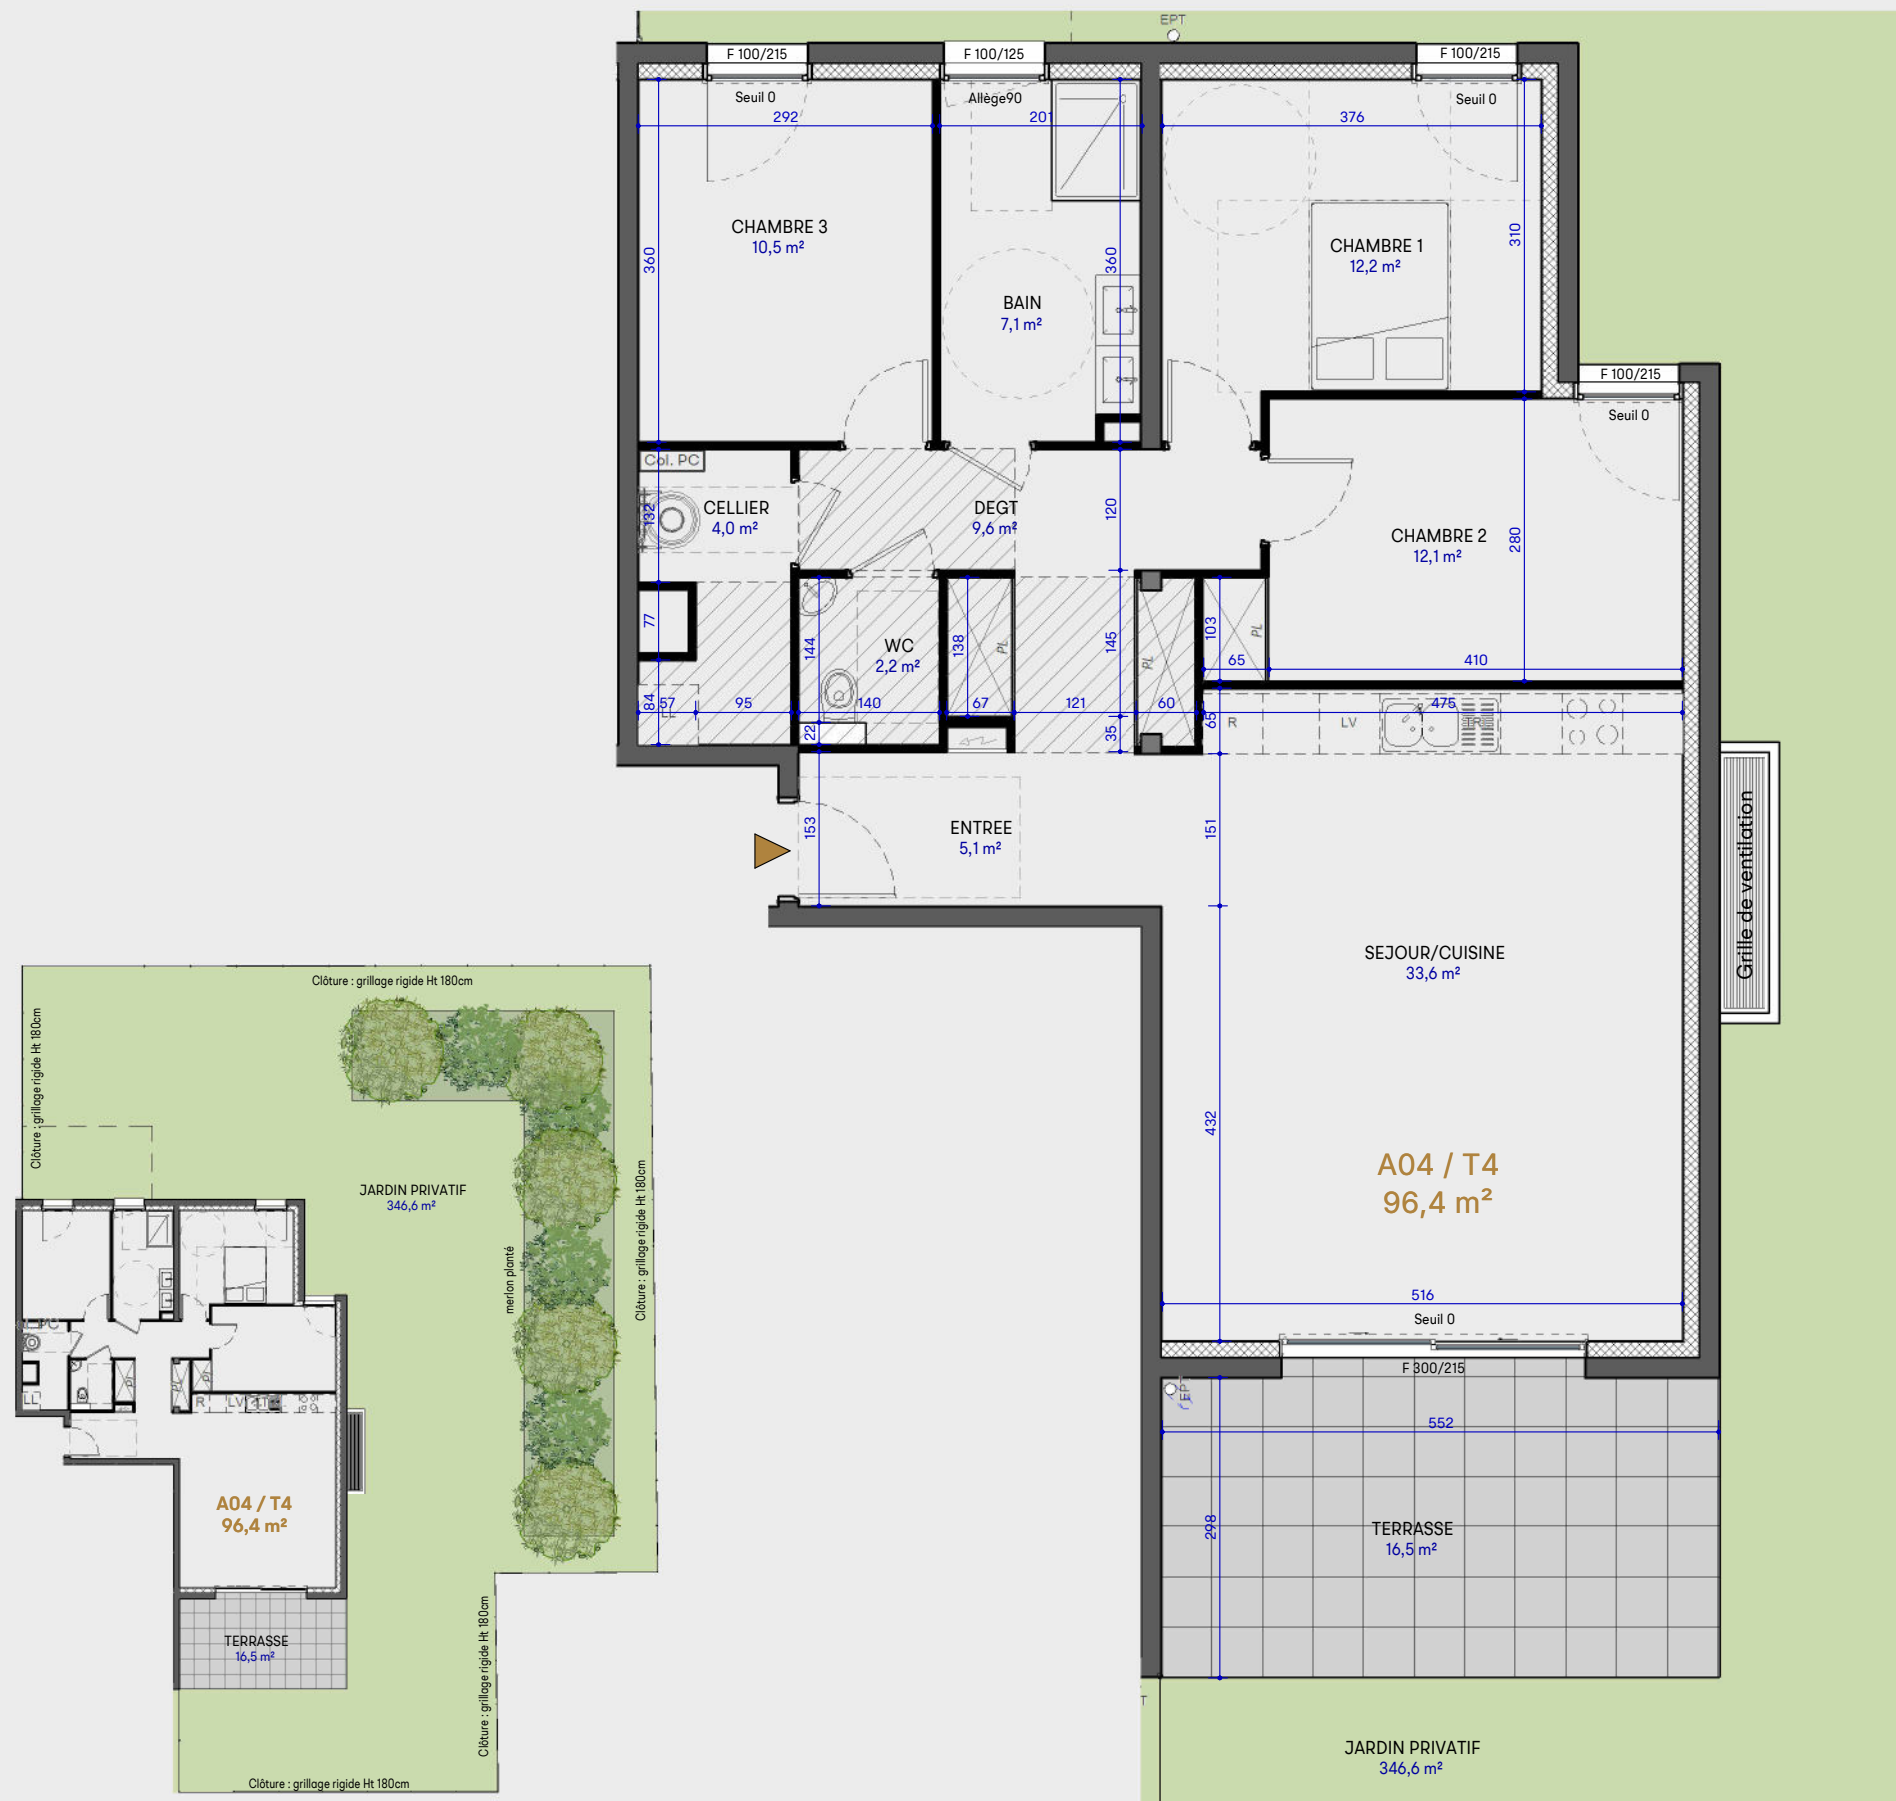 EPT
F 100/215
F 100/125
F 100/215
Seuil 0
Allège90
Seuil 0
292
201
376
CHAMBRE 3
10,5 m²
360
BAIN
7,1 m²
360
CHAMBRE 1
12,2 m²
310
F 100/215
Seuil 0
Col. PC
CELLIER
4,0 m²
132
DEGT
9,6 m²
120
CHAMBRE 2
12,1 m²
280
77
144
WC
2,2 m²
138
PL
145
PL
103
PL
65
410
84
57
95
140
67
121
60
475
LL
22
35
65
R
LV
153
ENTREE
5,1 m²
151
Grille de ventilation
SEJOUR/CUISINE
33,6 m²
432
A04 / T4
96,4 m²
516
Seuil 0
F 300/215
EPT
552
298
TERRASSE
16,5 m²
JARDIN PRIVATIF
346,6 m²
T
Clôture : grillage rigide Ht 180cm
Clôture : grillage rigide Ht 180cm
JARDIN PRIVATIF
346,6 m²
merlon planté
Clôture : grillage rigide Ht 180cm
PC
LL
PL
PL
PL
R
LV
A04 / T4
96,4 m²
TERRASSE
16,5 m²
Clôture : grillage rigide Ht 180cm
Clôture : grillage rigide Ht 180cm